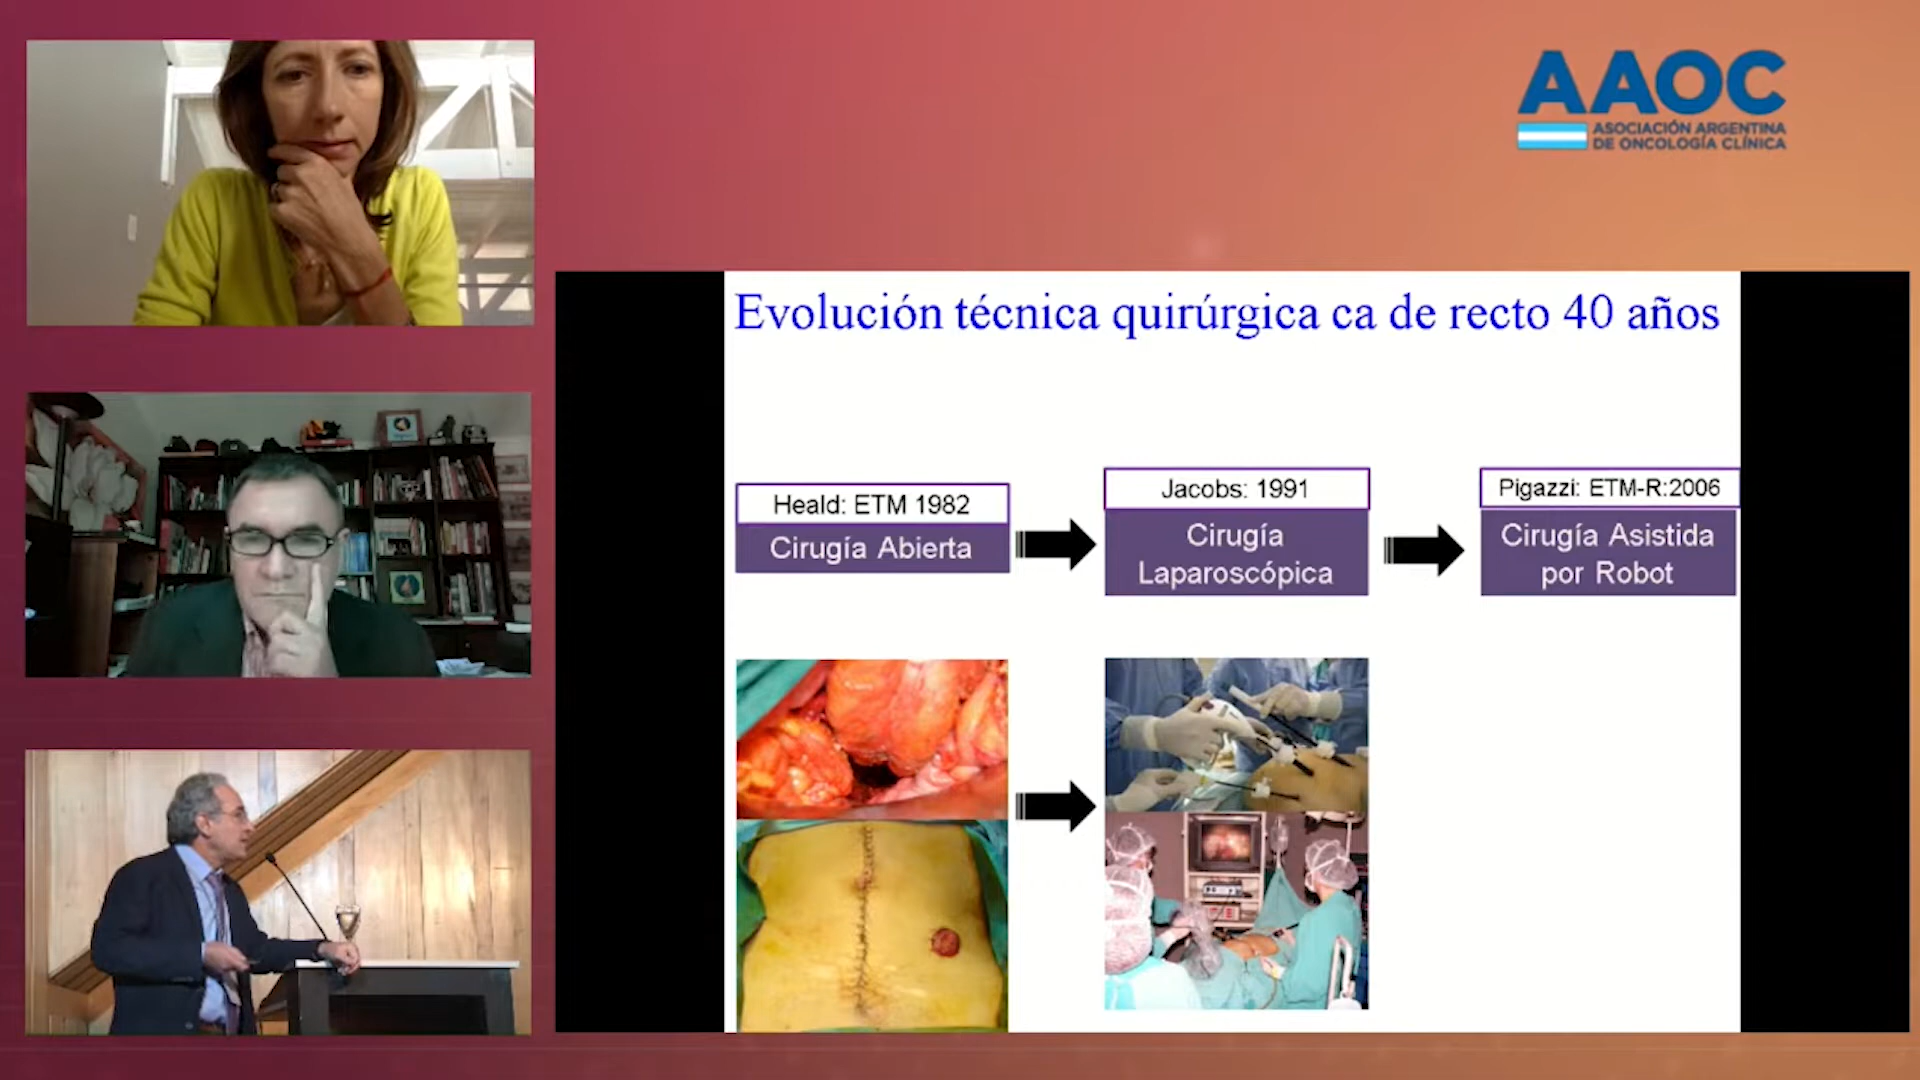 AAOC
ASOCIACIÓN ARGENTINA
DE ONCOLOGÍA CLÍNICA
Evolución técnica quirúrgica ca de recto 40 años
Heald: ETM 1982
Cirugía Abierta
Jacobs: 1991
Cirugía
Laparoscópica
Pigazzi: ETM-R:2006
Cirugía Asistida
por Robot